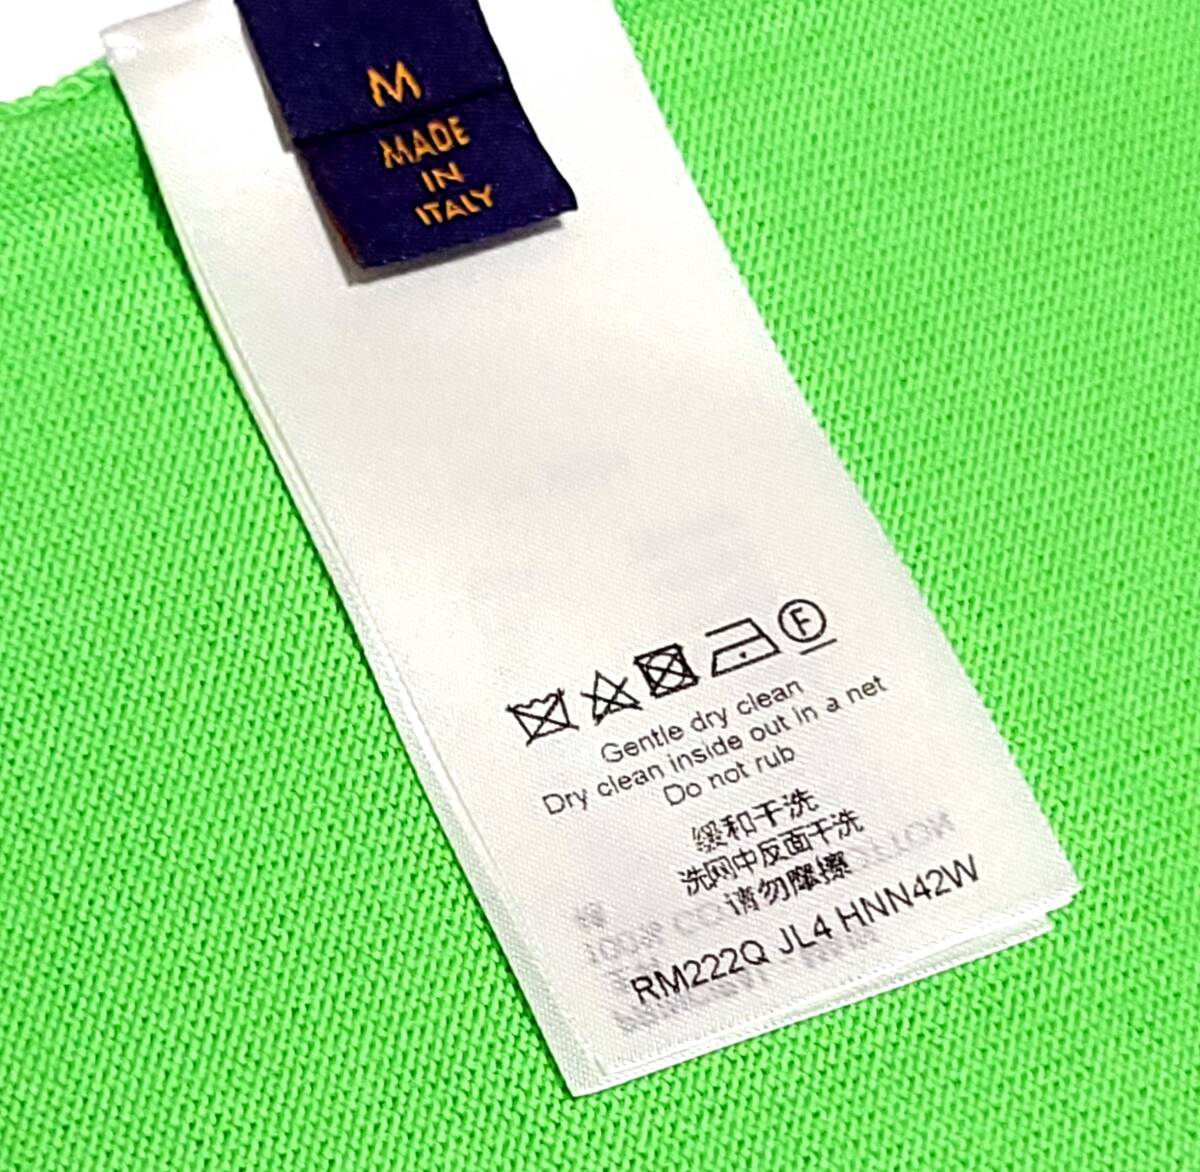 M
MADE
IN
ITALY
F
Gentle dry clean
Dry clean inside out in a net
Do not rub
缓和干洗
洗网中反面干洗
请勿摩擦
RM222Q JL4 HNN42W